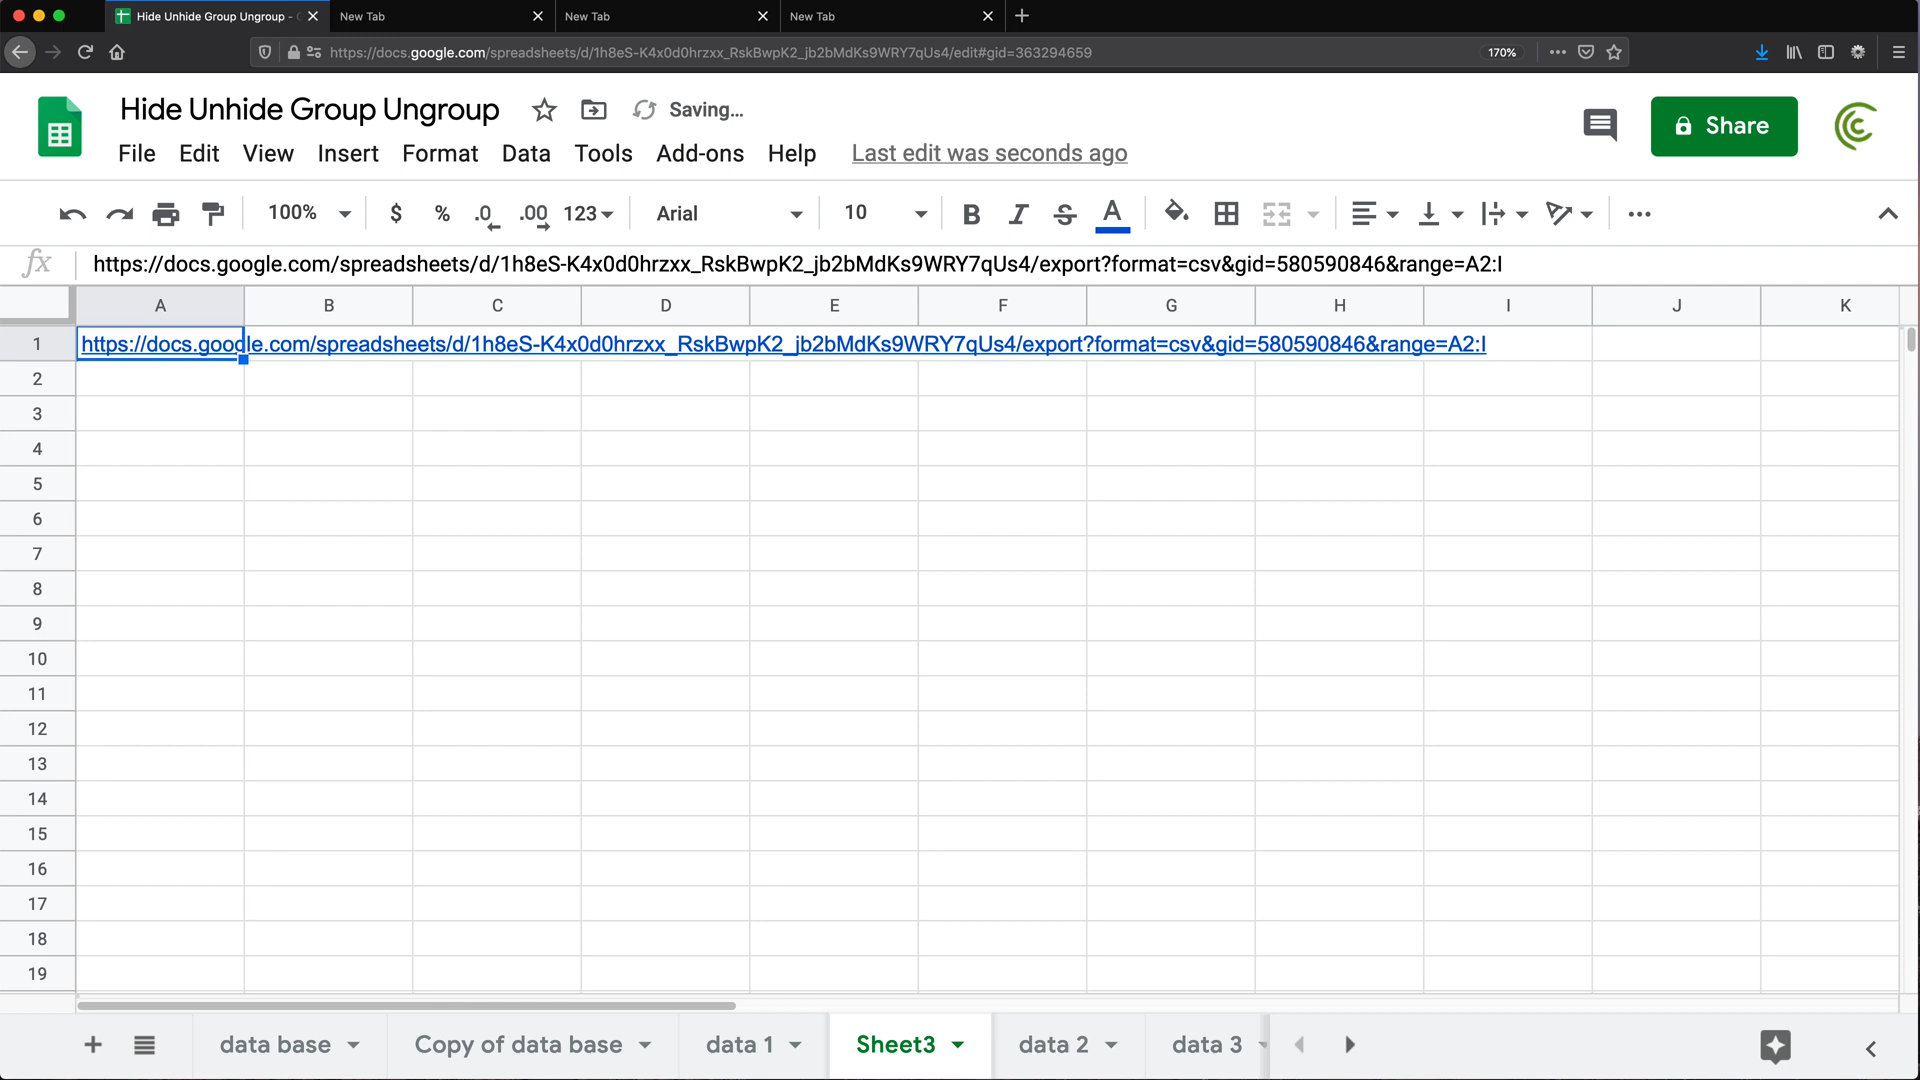 Hide Unhide Group Ungroup - 
New Tab
New Tab
New Tab
https://docs.google.com/spreadsheets/d/1h8eS-K4x0d0hrzxx_RskBwpK2_jb2bMdKs9WRY7qUs4/edit#gid=363294659
170%
Hide Unhide Group Ungroup
Saving...
Share
File Edit View Insert Format Data Tools Add-ons Help Last edit was seconds ago
100% $ % .0 .00 123 Arial 10 B I S A
fx https://docs.google.com/spreadsheets/d/1h8eS-K4x0d0hrzxx_RskBwpK2_jb2bMdKs9WRY7qUs4/export?format=csv&gid=580590846&range=A2:I
A B C D E F G H I J K
1 https://docs.google.com/spreadsheets/d/1h8eS-K4x0d0hrzxx_RskBwpK2_jb2bMdKs9WRY7qUs4/export?format=csv&gid=580590846&range=A2:I
2
3
4
5
6
7
8
9
10
11
12
13
14
15
16
17
18
19
data base Copy of data base data 1 Sheet3 data 2 data 3